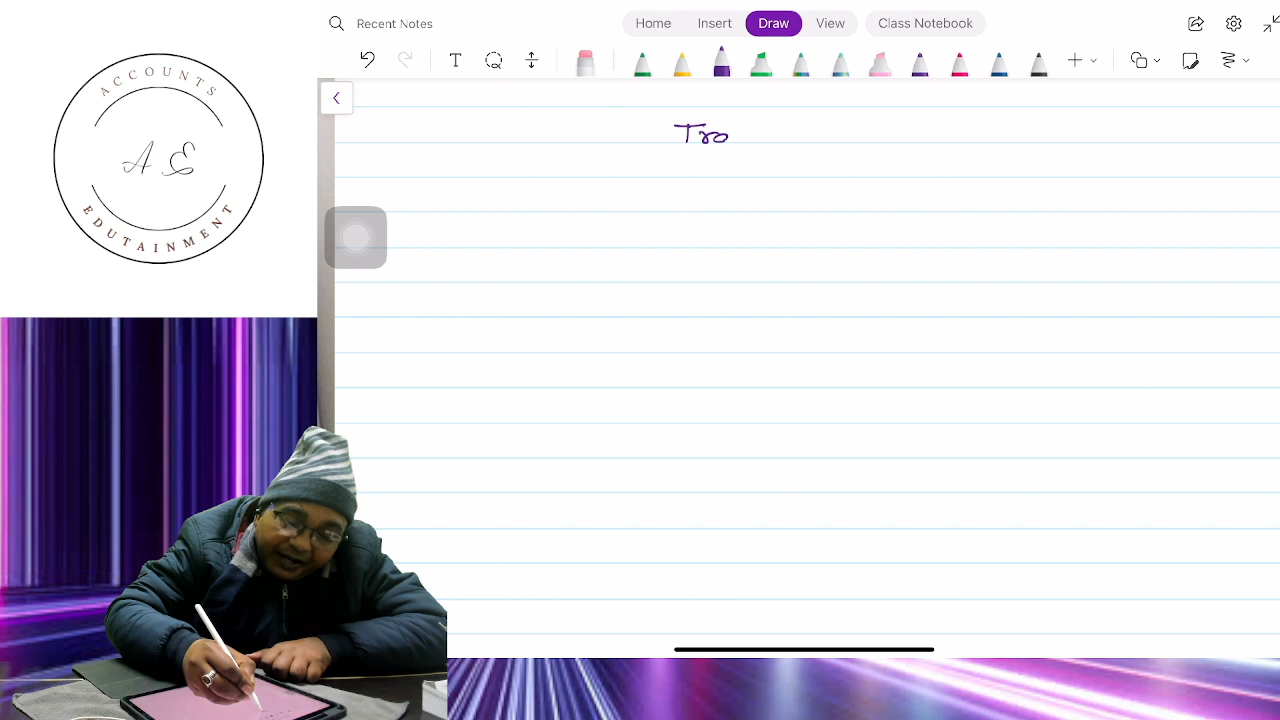 ACCOUNTS
A E
EDUTAINMENT
Recent Notes
Home Insert Draw View Class Notebook
T
Tro